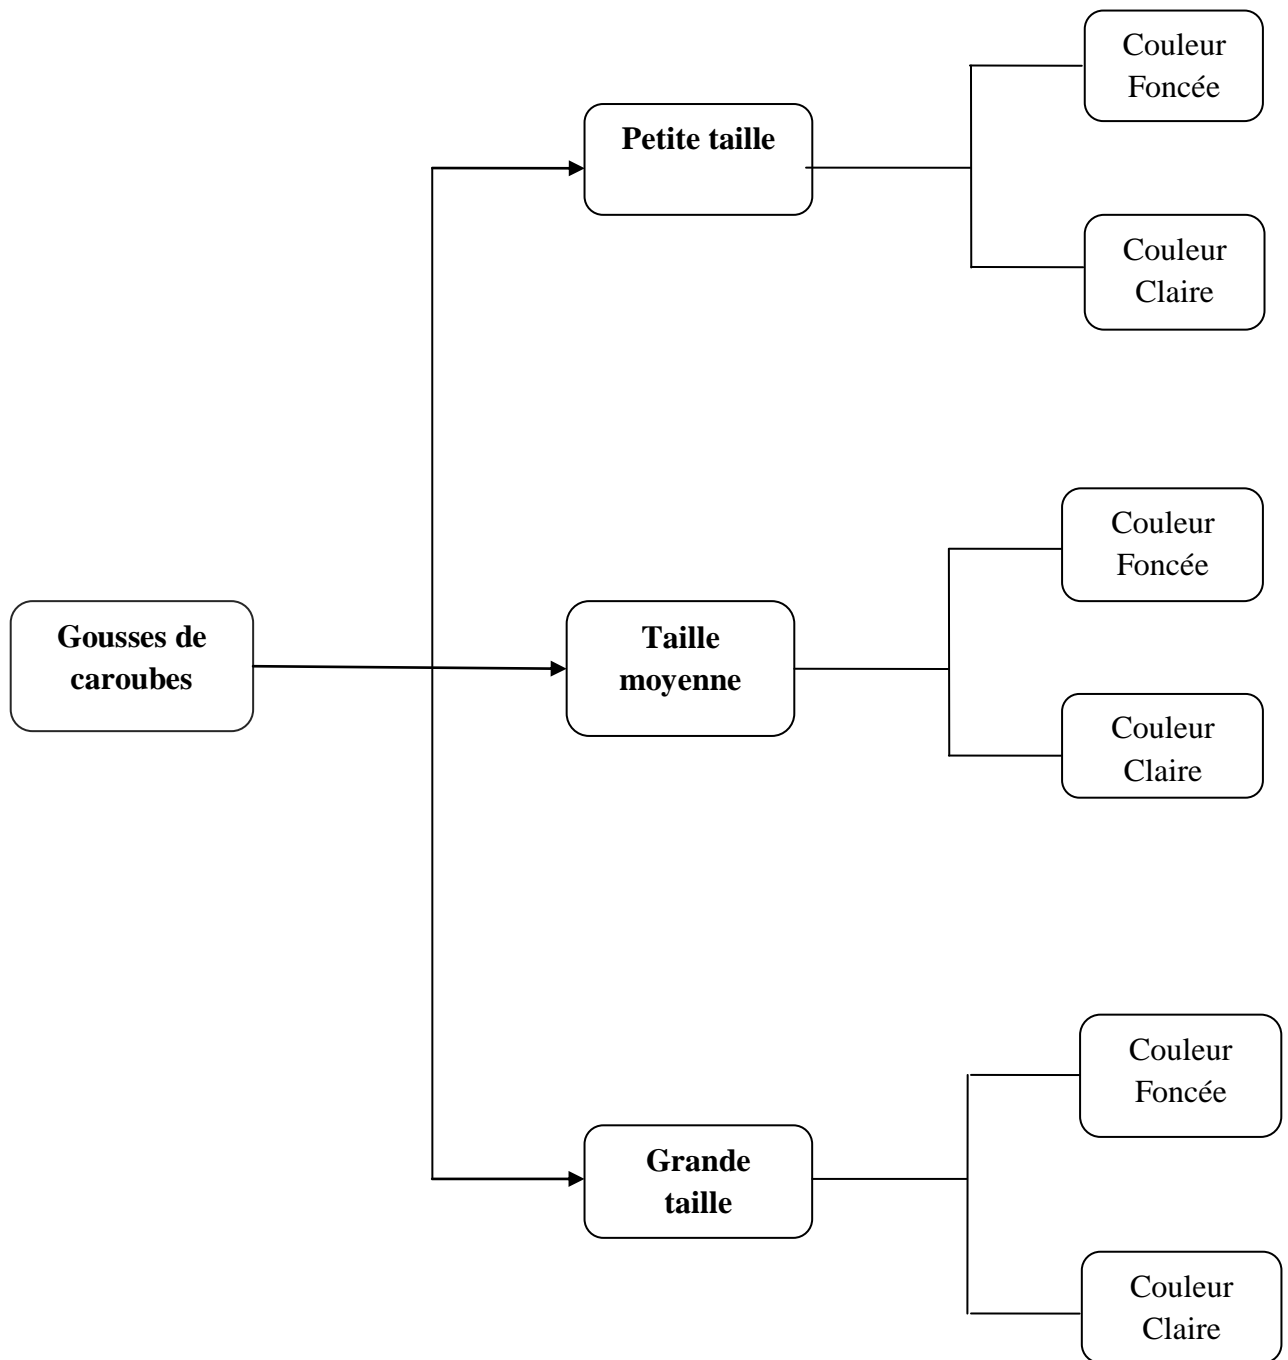 Couleur
Foncée
Petite taille
Couleur
Claire
Couleur
Foncée
Gousses de
caroubes
Taille
moyenne
Couleur
Claire
Couleur
Foncée
Grande
taille
Couleur
Claire